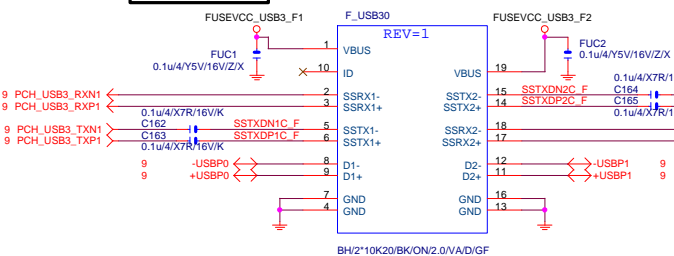 FUSEVCC_USB3_F1 F_USB30 FUSEVCC_USB3_F2
REV=1
1 VBUS
FUC1
0.1u/4/Y5V/16V/Z/X
FUC2
0.1u/4/Y5V/16V/Z/X
10 ID VBUS 19
0.1u/4/X7R/1
9 PCH_USB3_RXN1 2 SSRX1- SSTX2- 14 SSTXDN2C_F C164
9 PCH_USB3_RXP1 3 SSRX1+ SSTX2+ 15 SSTXDP2C_F C165
0.1u/4/X7R/16V/K 0.1u/4/X7R/1
9 PCH_USB3_TXN1 C162 SSTXDN1C_F 5 SSTX1- SSRX2- 18
9 PCH_USB3_TXP1 C163 SSTXDP1C_F 6 SSTX1+ SSRX2+ 17
0.1u/4/X7R/16V/K
9 -USBP0 8 D1- D2- 12 -USBP1 9
9 +USBP0 9 D1+ D2+ 11 +USBP1 9
7 GND GND 16
4 GND GND 13
BH/2*10K20/BK/ON/2.0/VA/D/GF